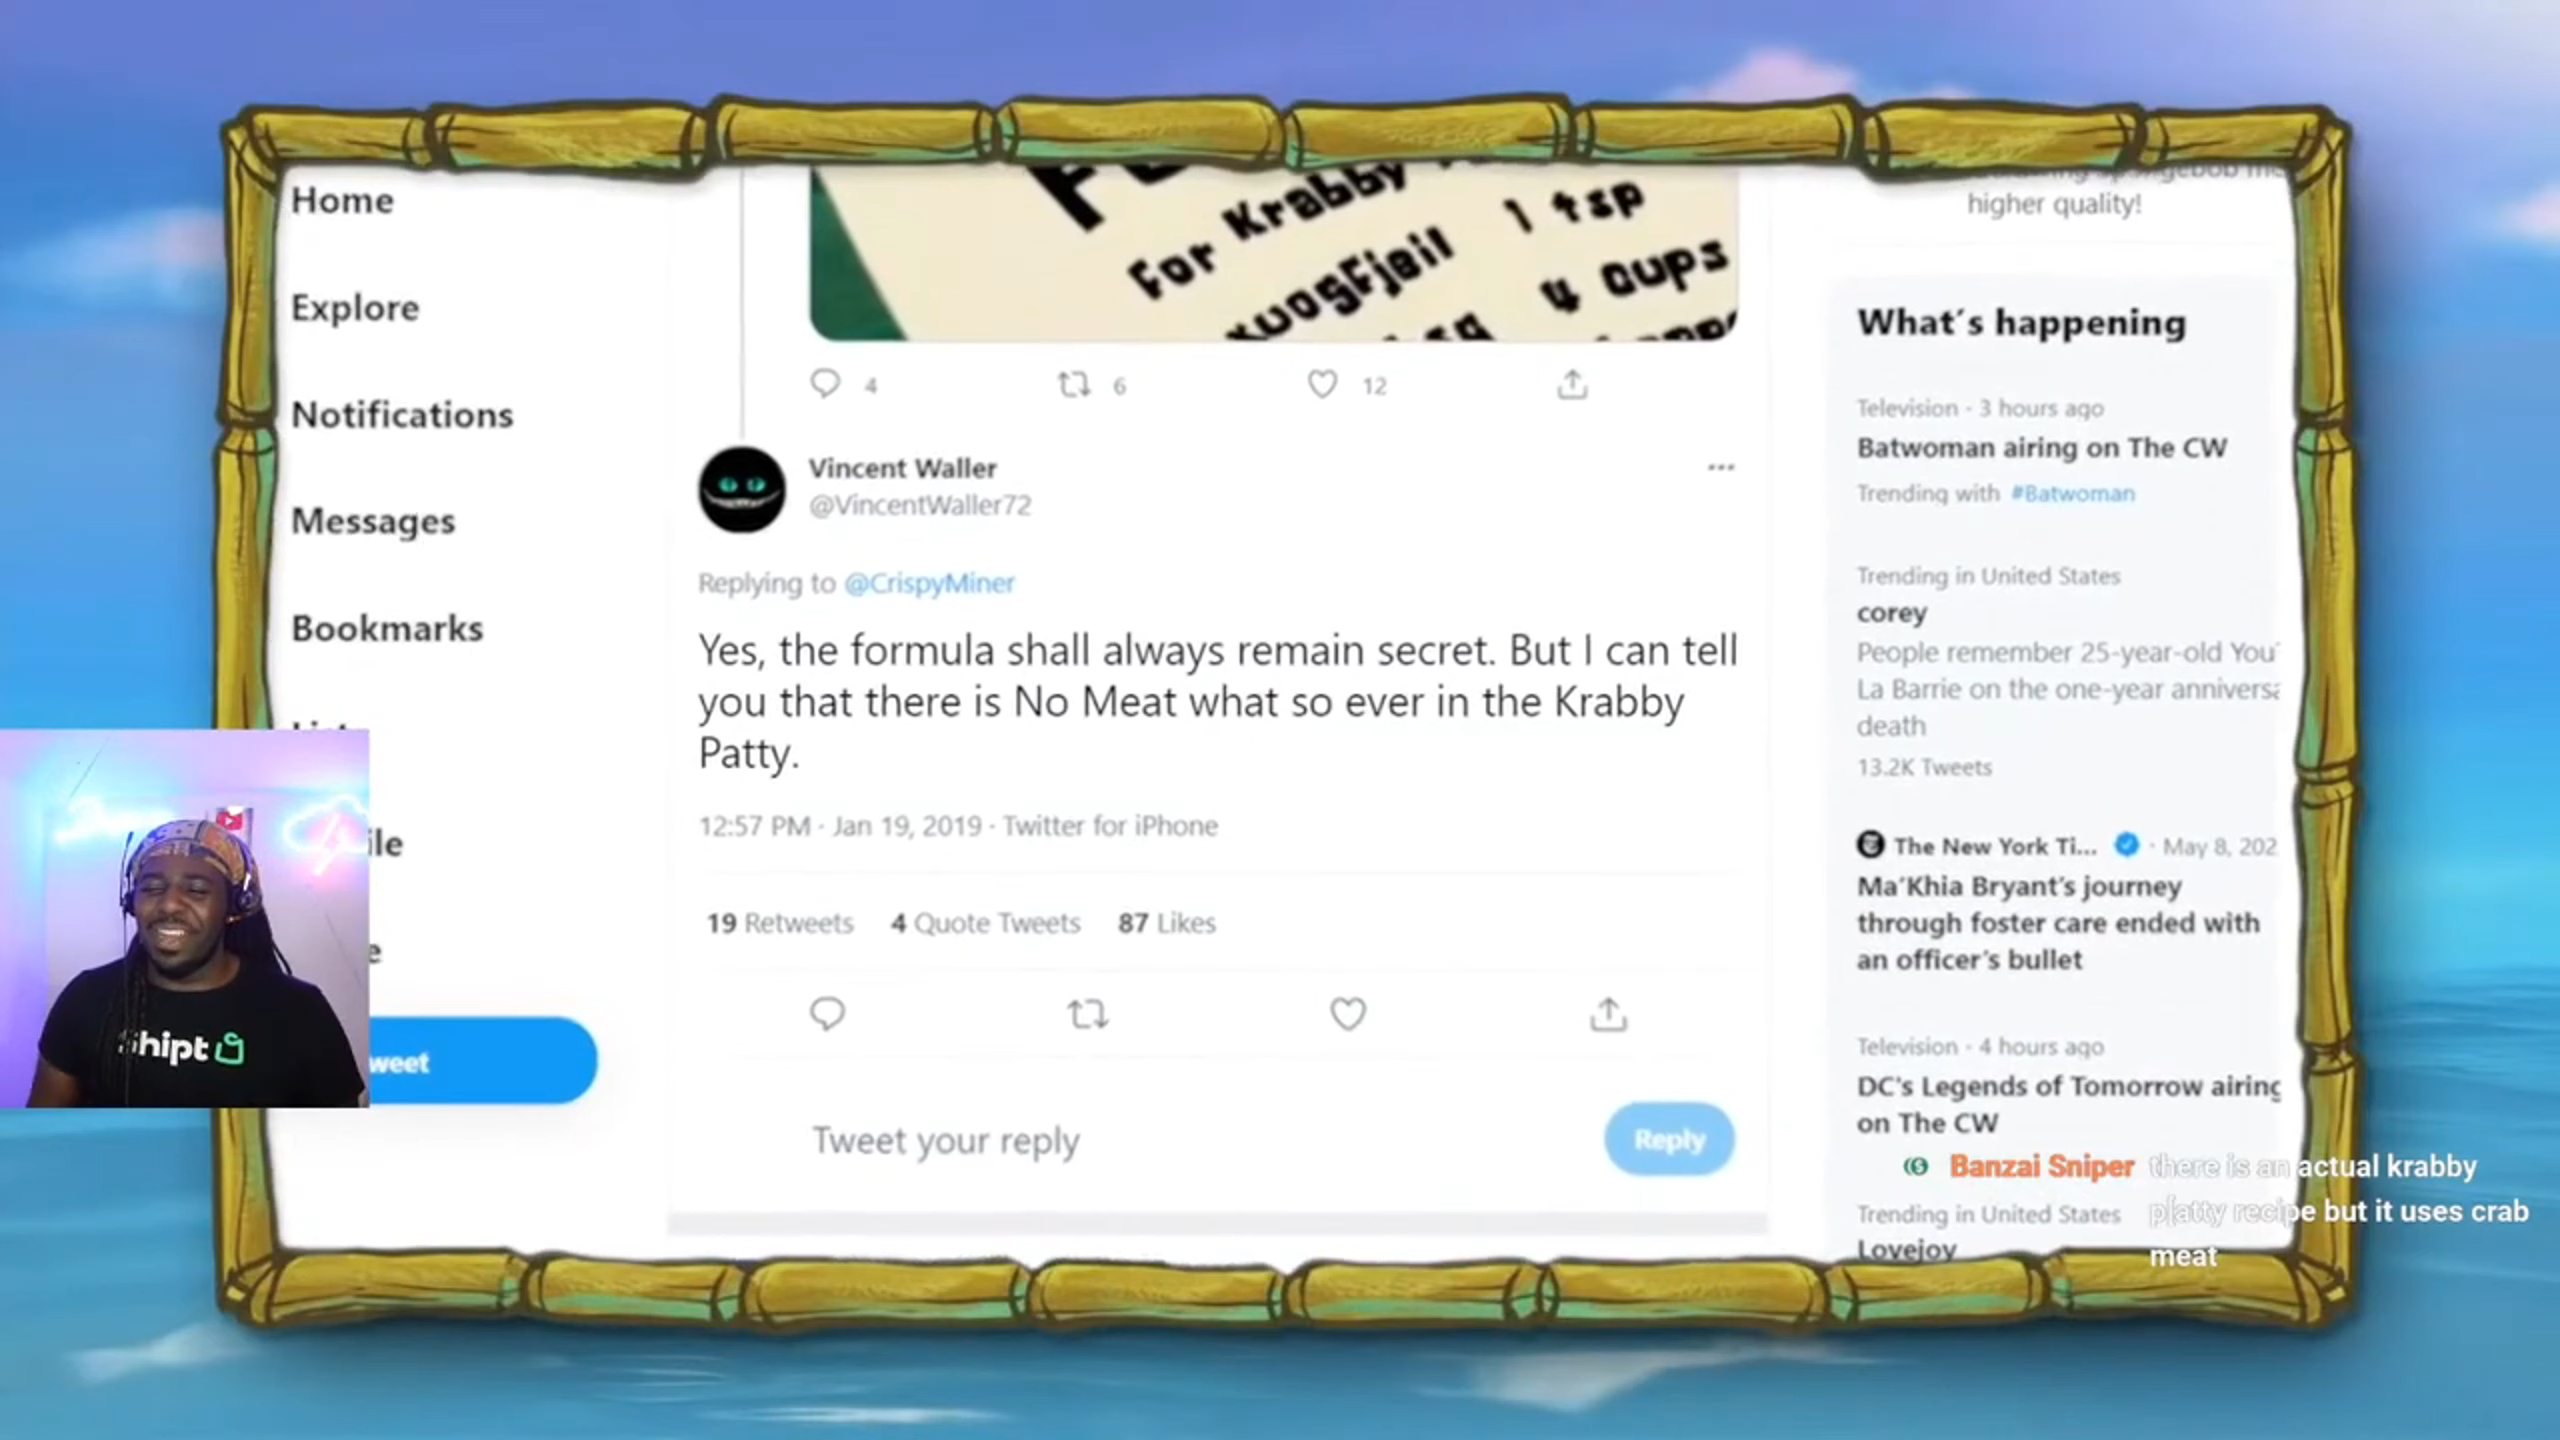 Home
Explore
Notifications
Messages
Bookmarks
ile
e
weet
For Krabby
1 tsp
4 cups
4
6
12
Vincent Waller
@VincentWaller72
...
Replying to @CrispyMiner
Yes, the formula shall always remain secret. But I can tell
you that there is No Meat what so ever in the Krabby
Patty.
12:57 PM · Jan 19, 2019 · Twitter for iPhone
19 Retweets 4 Quote Tweets 87 Likes
Tweet your reply
Reply
higher quality!
What's happening
Television · 3 hours ago
Batwoman airing on The CW
Trending with #Batwoman
Trending in United States
corey
People remember 25-year-old You
La Barrie on the one-year annivers
death
13.2K Tweets
The New York Ti... · May 8, 202
Ma'Khia Bryant's journey
through foster care ended with
an officer's bullet
Television · 4 hours ago
DC's Legends of Tomorrow airing
on The CW
Trending in United States
Lovejoy
Banzai Sniper there is an actual krabby
platty recipe but it uses crab
meat
hipt